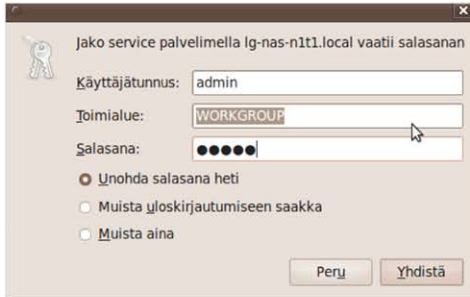 Jako service palvelimella lg-nas-n1t1.local vaatii salasanan
Käyttäjätunnus: admin
Toimialue: WORKGROUP
Salasana: ●●●●●
Unohda salasana heti
Muista uloskirjautumiseen saakka
Muista aina
Peru Yhdistä